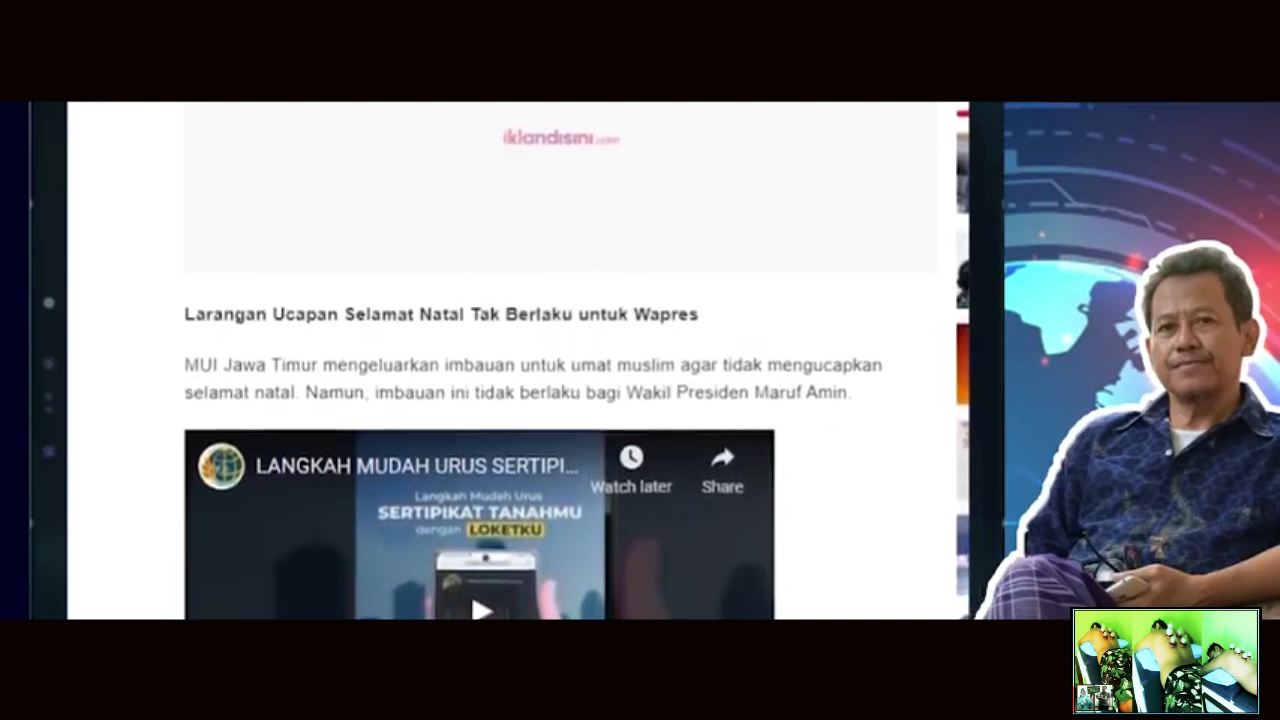 iklandisini.com
Larangan Ucapan Selamat Natal Tak Berlaku untuk Wapres
MUI Jawa Timur mengeluarkan imbauan untuk umat muslim agar tidak mengucapkan
selamat natal. Namun, imbauan ini tidak berlaku bagi Wakil Presiden Maruf Amin.
LANGKAH MUDAH URUS SERTIPI...
Watch later
Share
Langkah Mudah Urus
SERTIPIKAT TANAHMU
dengan LOKETKU